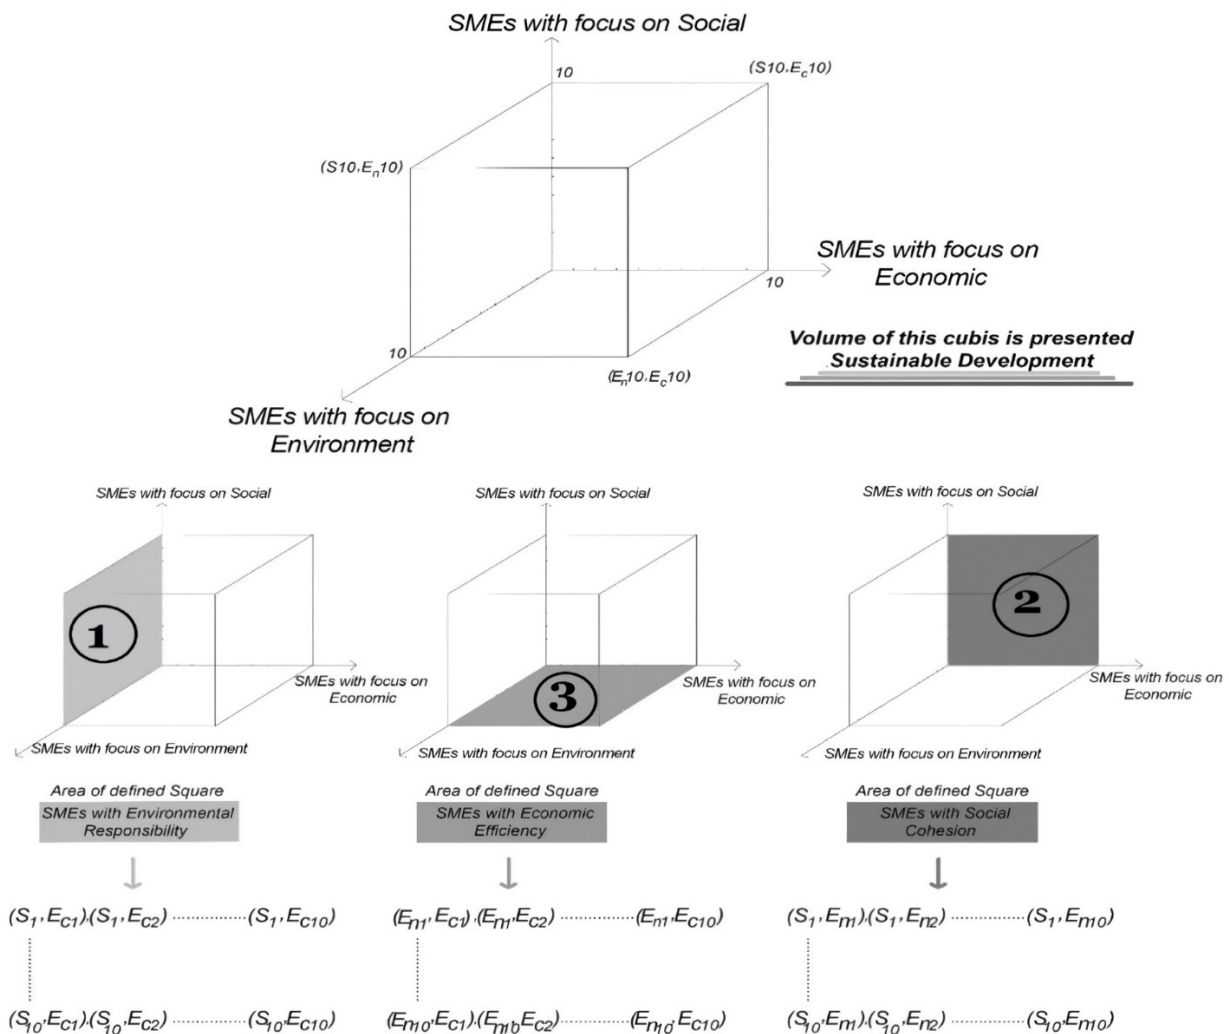 SMEs with focus on Social
10
(S10,E_c10)
(S10,E_n10)
SMEs with focus on
Economic
10
Volume of this cubis is presented
Sustainable Development
10
(E_n10,E_c10)
SMEs with focus on
Environment
SMEs with focus on Social
1
SMEs with focus on
Economic
SMEs with focus on Environment
SMEs with focus on Social
3
SMEs with focus on
Economic
SMEs with focus on Environment
SMEs with focus on Social
2
SMEs with focus on
Economic
SMEs with focus on Environment
Area of defined Square
SMEs with Environmental
Responsibility
Area of defined Square
SMEs with Economic
Efficiency
Area of defined Square
SMEs with Social
Cohesion
(S1,Ec1),(S1,Ec2) ............... (S1,Ec10)
(S10,Ec1),(S10,Ec2) ............... (S10,Ec10)
(En1,Ec1),(En1,Ec2) ............... (En1,Ec10)
(En10,Ec1),(En10,Ec2) ............... (En10,Ec10)
(S1,En1),(S1,En2) ............... (S1,En10)
(S10,En1),(S10,En2) ............... (S10,En10)